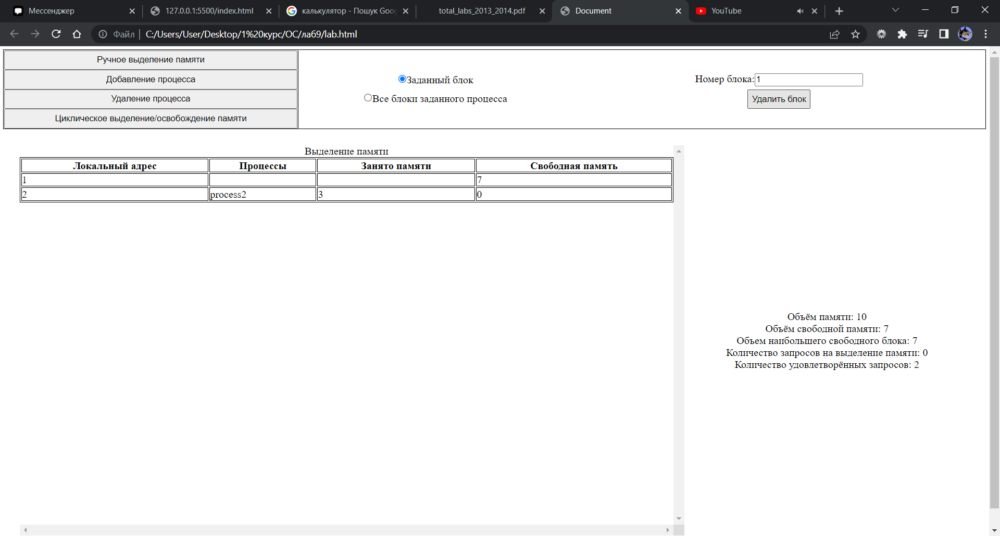 Мессенджер
127.0.0.1:5500/index.html
калькулятор - Пошук Goo
total_labs_2013_2014.pdf
Document
YouTube
Файл | C:/Users/User/Desktop/1%20курс/ОС/ла69/lab.html
Ручное выделение памяти
Добавление процесса
Удаление процесса
Циклическое выделение/освобождение памяти
Заданный блок
Все блоки заданного процесса
Номер блока: 1
Удалить блок
Выделение памяти
Локальный адрес Процессы Занято памяти Свободная память
1 7
2 process2 3 0
Объём памяти: 10
Объём свободной памяти: 7
Объем наибольшего свободного блока: 7
Количество запросов на выделение памяти: 0
Количество удовлетворённых запросов: 2